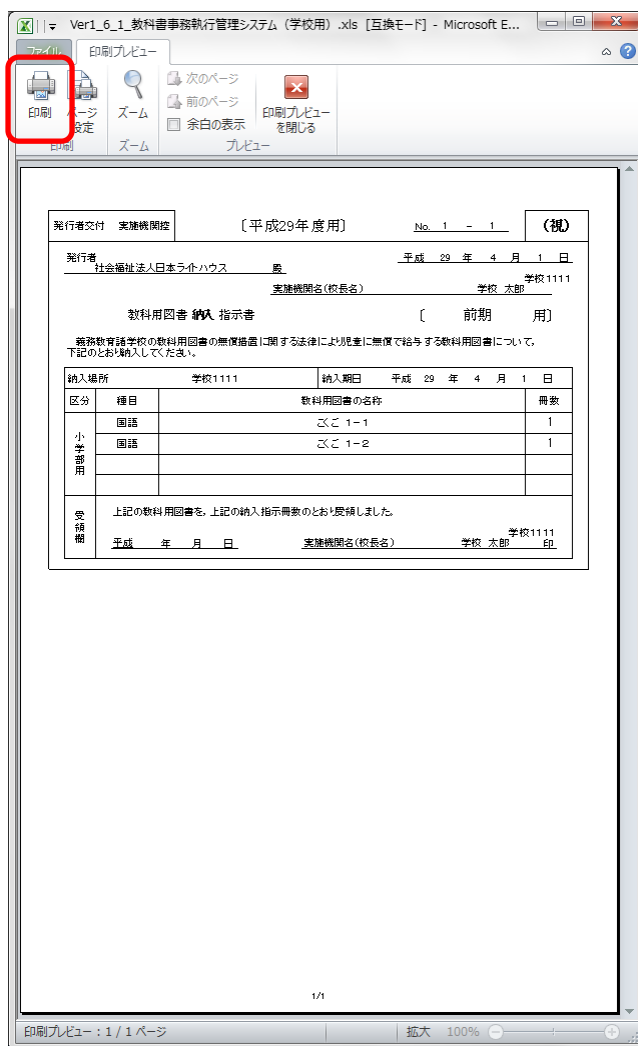 Ver1_6_1_教科書事務執行管理システム（学校用）.xls [互換モード] - Microsoft E...
ファイル 印刷プレビュー
印刷 ページ設定 ズーム 次のページ 前のページ 余白の表示 印刷プレビューを閉じる
印刷 ズーム プレビュー
発行者交付 実施機関控 〔平成29年度用〕 No. 1 － 1 (視)
発行者 平成 29 年 4 月 1 日
社会福祉法人日本ライトハウス 殿
学校1111
実施機関名(校長名) 学校 太郎
教科用図書 納入 指示書 〔 前期 用〕
義務教育諸学校の教科用図書の無償措置に関する法律により児童に無償で給与する教科用図書について，
下記のとおり納入してください。
納入場所 学校1111 納入期日 平成 29 年 4 月 1 日
区分 種目 教科用図書の名称 冊数
小学部用
国語 こくご 1－1 1
国語 こくご 1－2 1
受領欄
上記の教科用図書を，上記の納入指示冊数のとおり受領しました。
学校1111
平成 年 月 日 実施機関名(校長名) 学校 太郎 印
1/1
印刷プレビュー : 1 / 1 ページ 拡大 100%